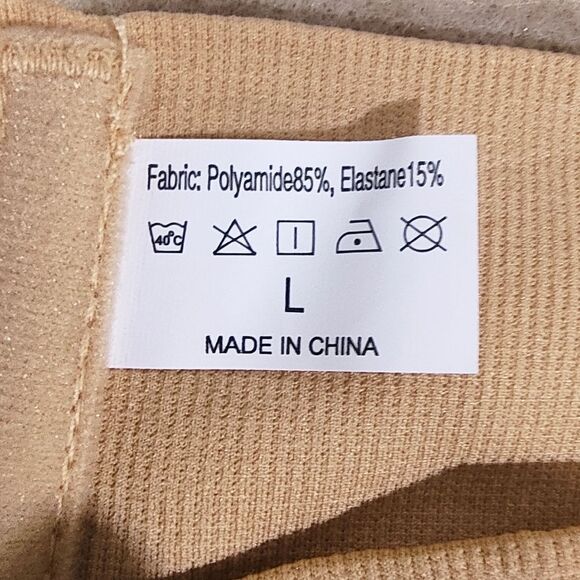 Fabric: Polyamide85%, Elastane15%
40°C
L
MADE IN CHINA